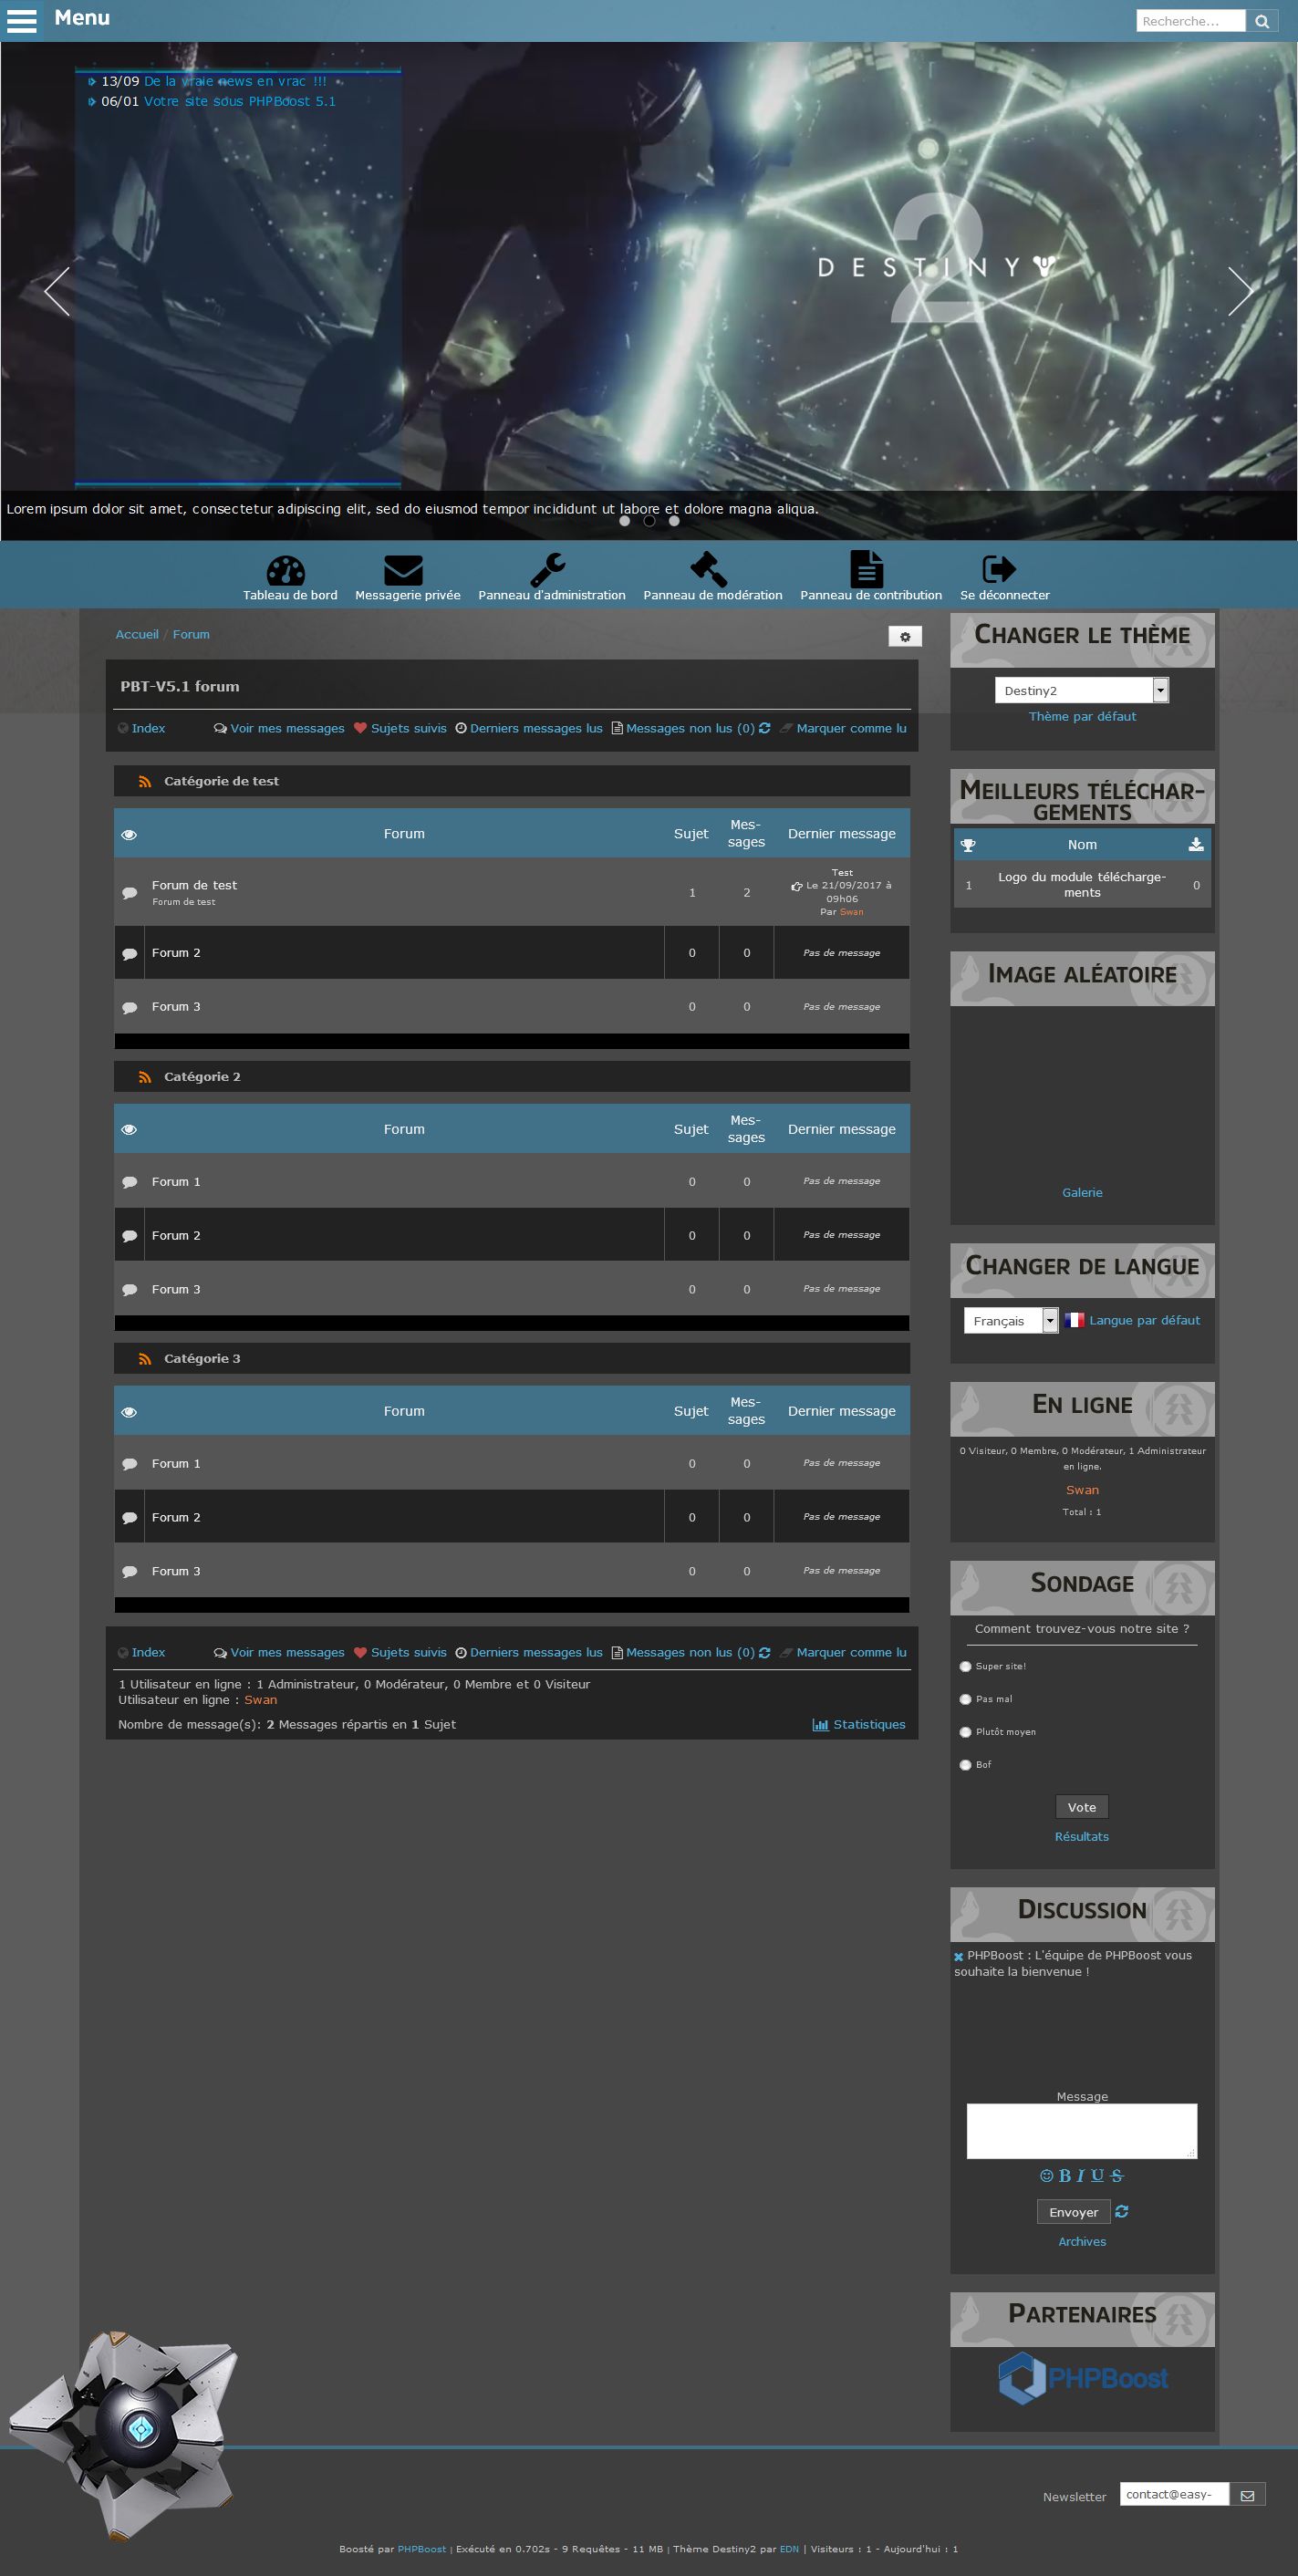 Menu
Recherche...
13/09 De la vraie news en vrac !!!
06/01 Votre site sous PHPBoost 5.1
2
DESTINY
Lorem ipsum dolor sit amet, consectetur adipiscing elit, sed do eiusmod tempor incididunt ut labore et dolore magna aliqua.
Tableau de bord Messagerie privée Panneau d'administration Panneau de modération Panneau de contribution Se déconnecter
Accueil / Forum
PBT-V5.1 forum
Index Voir mes messages Sujets suivis Derniers messages lus Messages non lus (0) Marquer comme lu
Catégorie de test
Forum Sujet Mes-
sages Dernier message
Forum de test
Forum de test
1 2
Test
Le 21/09/2017 à
09h06
Par Swan
Forum 2 0 0 Pas de message
Forum 3 0 0 Pas de message
Catégorie 2
Forum Sujet Mes-
sages Dernier message
Forum 1 0 0 Pas de message
Forum 2 0 0 Pas de message
Forum 3 0 0 Pas de message
Catégorie 3
Forum Sujet Mes-
sages Dernier message
Forum 1 0 0 Pas de message
Forum 2 0 0 Pas de message
Forum 3 0 0 Pas de message
Index Voir mes messages Sujets suivis Derniers messages lus Messages non lus (0) Marquer comme lu
1 Utilisateur en ligne : 1 Administrateur, 0 Modérateur, 0 Membre et 0 Visiteur
Utilisateur en ligne : Swan
Nombre de message(s): 2 Messages répartis en 1 Sujet Statistiques
Changer le thème
Destiny2
Thème par défaut
Meilleurs téléchar-
gements
Nom
1 Logo du module télécharge-
ments 0
Image aléatoire
Galerie
Changer de langue
Français Langue par défaut
En ligne
0 Visiteur, 0 Membre, 0 Modérateur, 1 Administrateur
en ligne.
Swan
Total : 1
Sondage
Comment trouvez-vous notre site ?
Super site!
Pas mal
Plutôt moyen
Bof
Vote
Résultats
Discussion
PHPBoost : L'équipe de PHPBoost vous
souhaite la bienvenue !
Message
B I U S
Envoyer
Archives
Partenaires
PHPBoost
Newsletter contact@easy-
Boosté par PHPBoost | Exécuté en 0.702s - 9 Requêtes - 11 MB | Thème Destiny2 par EDN | Visiteurs : 1 - Aujourd'hui : 1